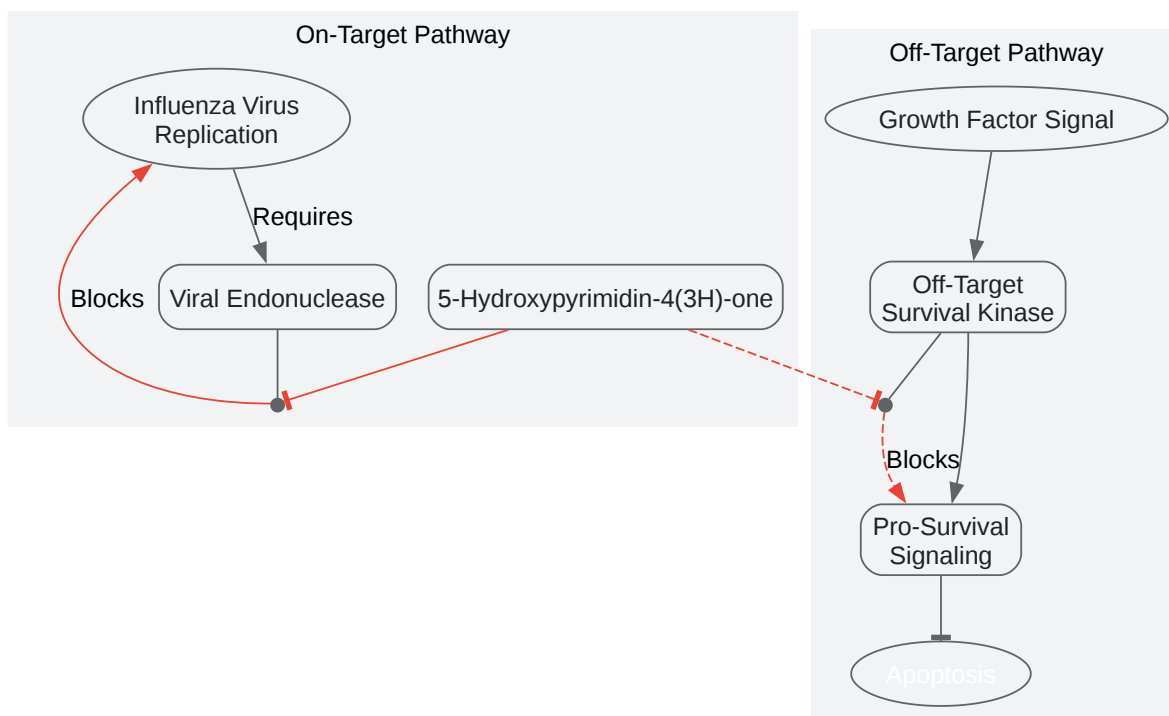 On-Target Pathway
Influenza Virus
Replication
Requires
Blocks
Viral Endonuclease
5-Hydroxypyrimidin-4(3H)-one
Off-Target Pathway
Growth Factor Signal
Off-Target
Survival Kinase
Blocks
Pro-Survival
Signaling
Apoptosis